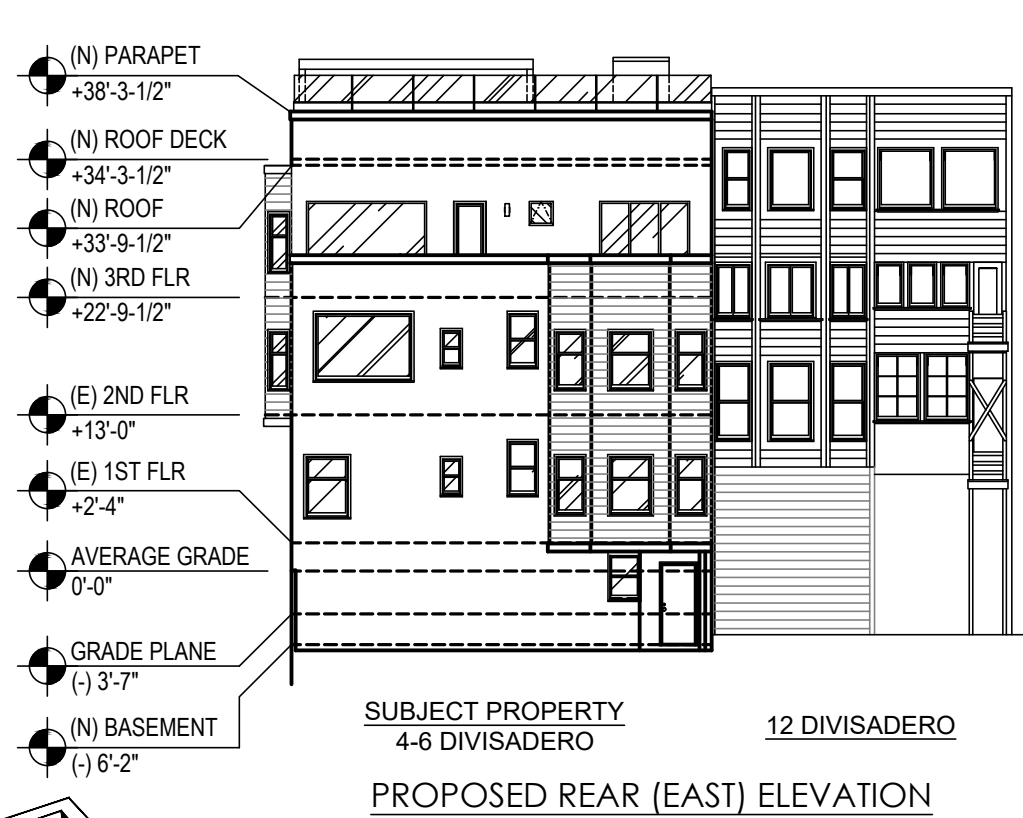 (N) PARAPET
+38'-3-1/2"
(N) ROOF DECK
+34'-3-1/2"
(N) ROOF
+33'-9-1/2"
(N) 3RD FLR
+22'-9-1/2"
(E) 2ND FLR
+13'-0"
(E) 1ST FLR
+2'-4"
AVERAGE GRADE
0'-0"
GRADE PLANE
(-) 3'-7"
(N) BASEMENT
(-) 6'-2"
SUBJECT PROPERTY
4-6 DIVISADERO
12 DIVISADERO
PROPOSED REAR (EAST) ELEVATION